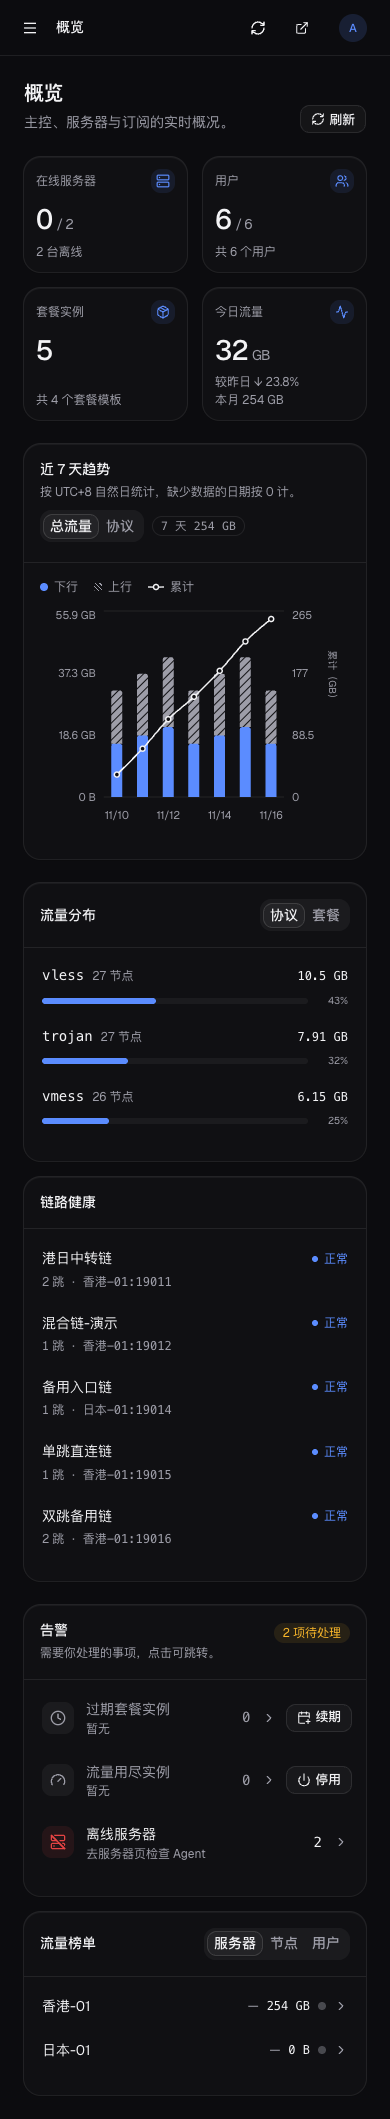 概览
A
概览
主控、服务器与订阅的实时概况。
刷新
在线服务器
0 / 2
2 台离线
用户
6 / 6
共 6 个用户
套餐实例
5
共 4 个套餐模板
今日流量
32 GB
较昨日 ↓ 23.8%
本月 254 GB
近 7 天趋势
按 UTC+8 自然日统计，缺少数据的日期按 0 计。
总流量 协议 7 天 254 GB
下行 上行 累计
55.9 GB 265
37.3 GB 177
18.6 GB 88.5
0 B 0
累计 (GB)
11/10 11/12 11/14 11/16
流量分布
协议 套餐
vless 27 节点 10.5 GB
43%
trojan 27 节点 7.91 GB
32%
vmess 26 节点 6.15 GB
25%
链路健康
港日中转链 正常
2 跳 · 香港-01:19011
混合链-演示 正常
1 跳 · 香港-01:19012
备用入口链 正常
1 跳 · 日本-01:19014
单跳直连链 正常
1 跳 · 香港-01:19015
双跳备用链 正常
2 跳 · 香港-01:19016
告警
2 项待处理
需要你处理的事项，点击可跳转。
过期套餐实例
暂无
0
续期
流量用尽实例
暂无
0
停用
离线服务器
去服务器页检查 Agent
2
流量榜单
服务器 节点 用户
香港-01 — 254 GB
日本-01 — 0 B